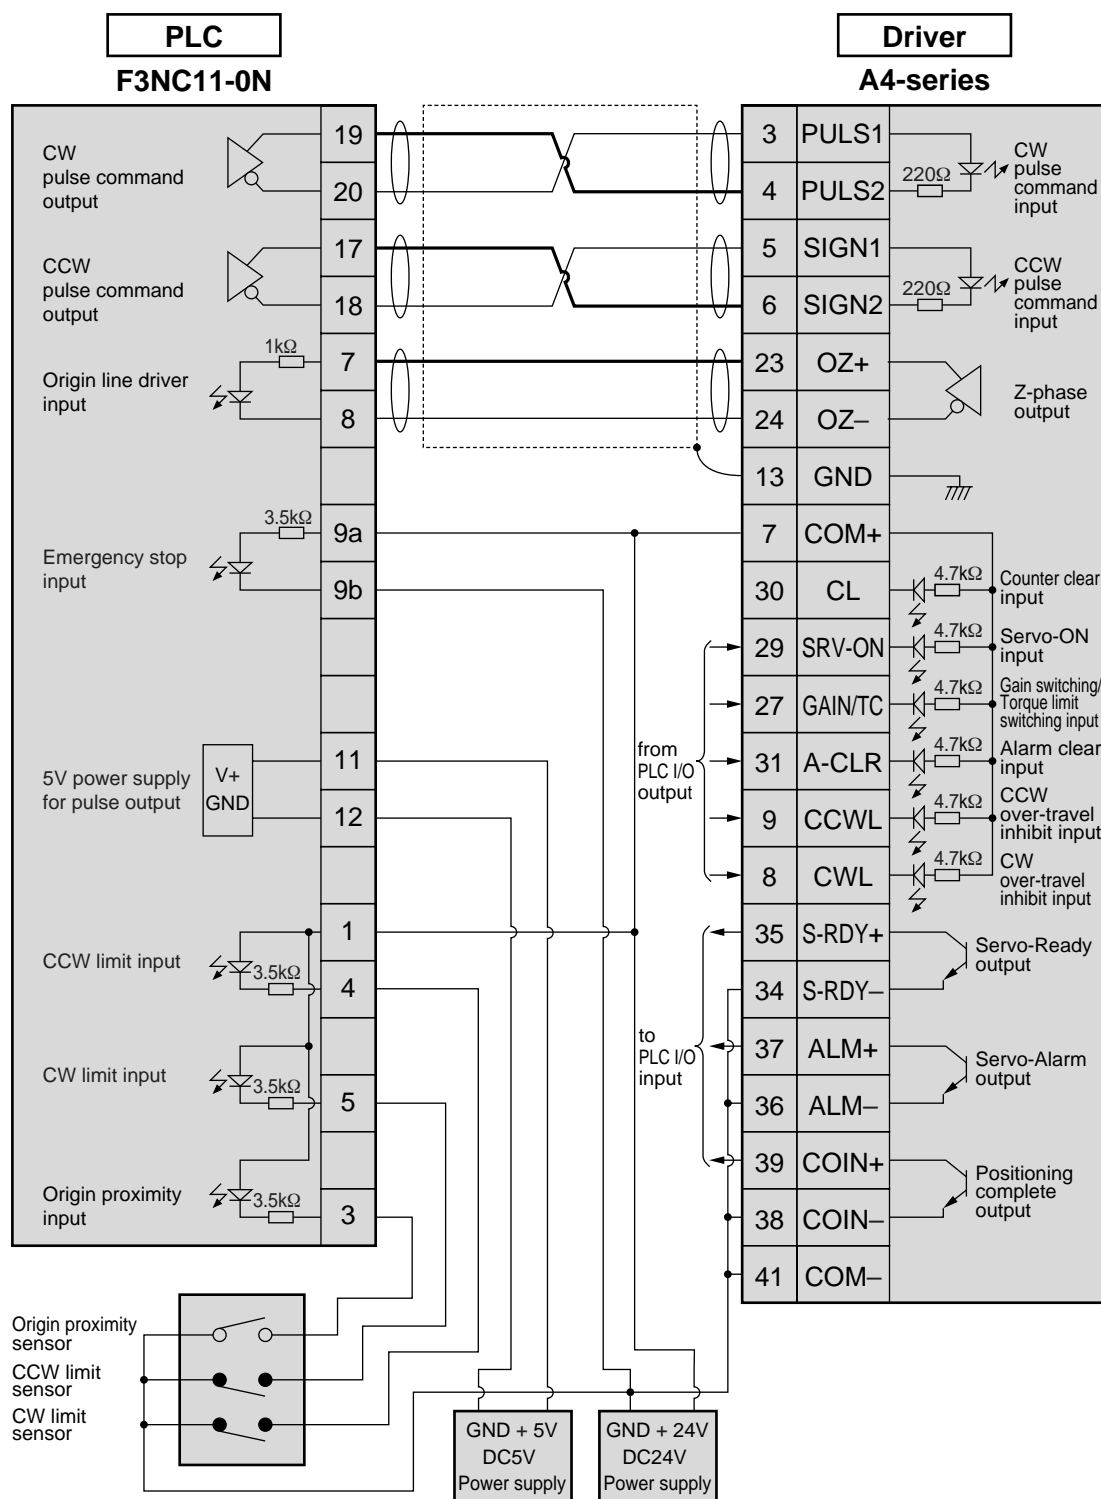 PLC
F3NC11-0N
Driver
A4-series
CW
pulse command
output
19
20
CCW
pulse command
output
17
18
1kΩ
Origin line driver
input
7
8
3.5kΩ
Emergency stop
input
9a
9b
5V power supply
for pulse output
V+
GND
11
12
CCW limit input
3.5kΩ
1
4
CW limit input
3.5kΩ
5
Origin proximity
input
3.5kΩ
3
3 PULS1
4 PULS2
220Ω
CW
pulse
command
input
5 SIGN1
6 SIGN2
220Ω
CCW
pulse
command
input
23 OZ+
24 OZ–
Z-phase
output
13 GND
7 COM+
30 CL
4.7kΩ
Counter clear
input
29 SRV-ON
4.7kΩ
Servo-ON
input
27 GAIN/TC
4.7kΩ
Gain switching/
Torque limit
switching input
31 A-CLR
4.7kΩ
Alarm clear
input
9 CCWL
4.7kΩ
CCW
over-travel
inhibit input
8 CWL
4.7kΩ
CW
over-travel
inhibit input
from
PLC I/O
output
35 S-RDY+
34 S-RDY–
Servo-Ready
output
37 ALM+
36 ALM–
Servo-Alarm
output
39 COIN+
38 COIN–
Positioning
complete
output
41 COM–
to
PLC I/O
input
Origin proximity
sensor
CCW limit
sensor
CW limit
sensor
GND + 5V
DC5V
Power supply
GND + 24V
DC24V
Power supply